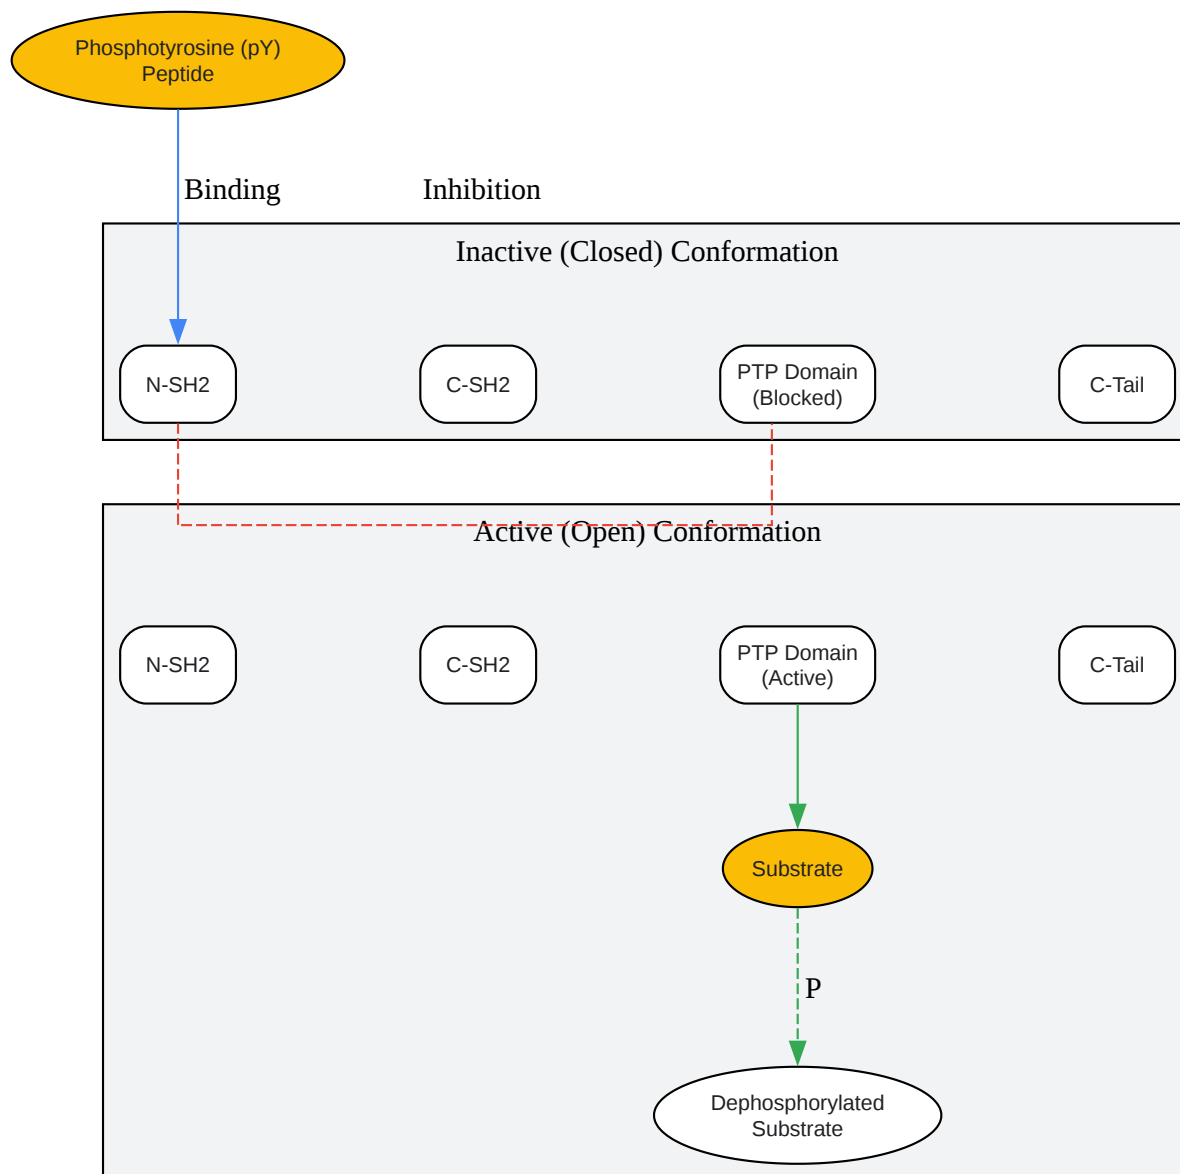 Phosphotyrosine (pY)
Peptide
Binding
Inhibition
Inactive (Closed) Conformation
N-SH2
C-SH2
PTP Domain
(Blocked)
C-Tail
Active (Open) Conformation
N-SH2
C-SH2
PTP Domain
(Active)
C-Tail
Substrate
P
Dephosphorylated
Substrate